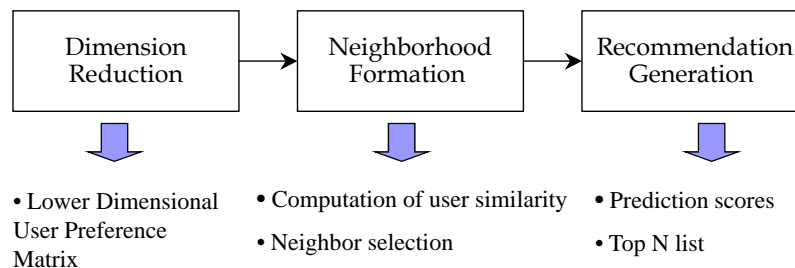 Dimension
Reduction
Neighborhood
Formation
Recommendation
Generation
• Lower Dimensional
User Preference
Matrix
• Computation of user similarity
• Neighbor selection
• Prediction scores
• Top N list